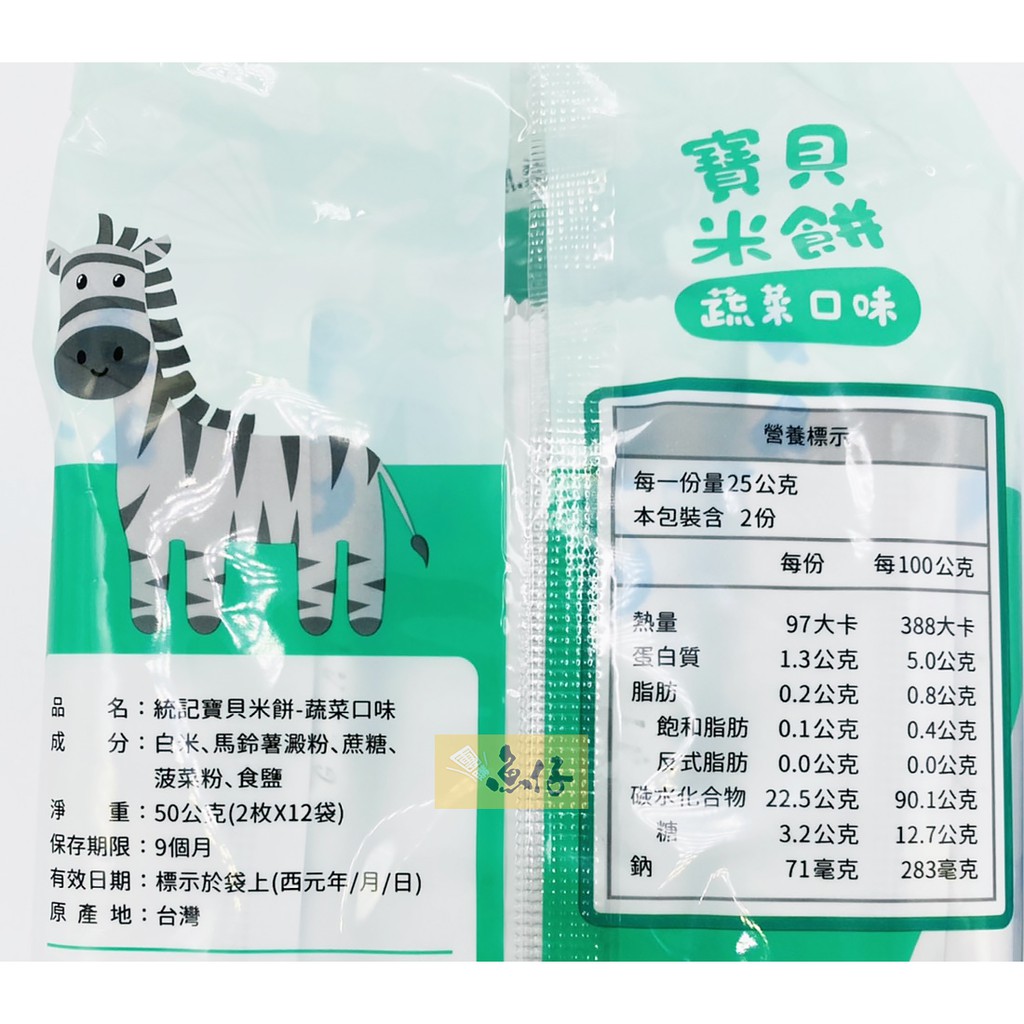 寶貝
米餅
蔬菜口味
營養標示
每一份量25公克
本包裝含 2份
每份 每100公克
熱量 97大卡 388大卡
蛋白質 1.3公克 5.0公克
脂肪 0.2公克 0.8公克
飽和脂肪 0.1公克 0.4公克
反式脂肪 0.0公克 0.0公克
碳水化合物 22.5公克 90.1公克
糖 3.2公克 12.7公克
鈉 71毫克 283毫克
品名：統記寶貝米餅-蔬菜口味
成分：白米、馬鈴薯澱粉、蔗糖、
菠菜粉、食鹽
淨重：50公克(2枚X12袋)
保存期限：9個月
有效日期：標示於袋上(西元年/月/日)
原產地：台灣
魚仔